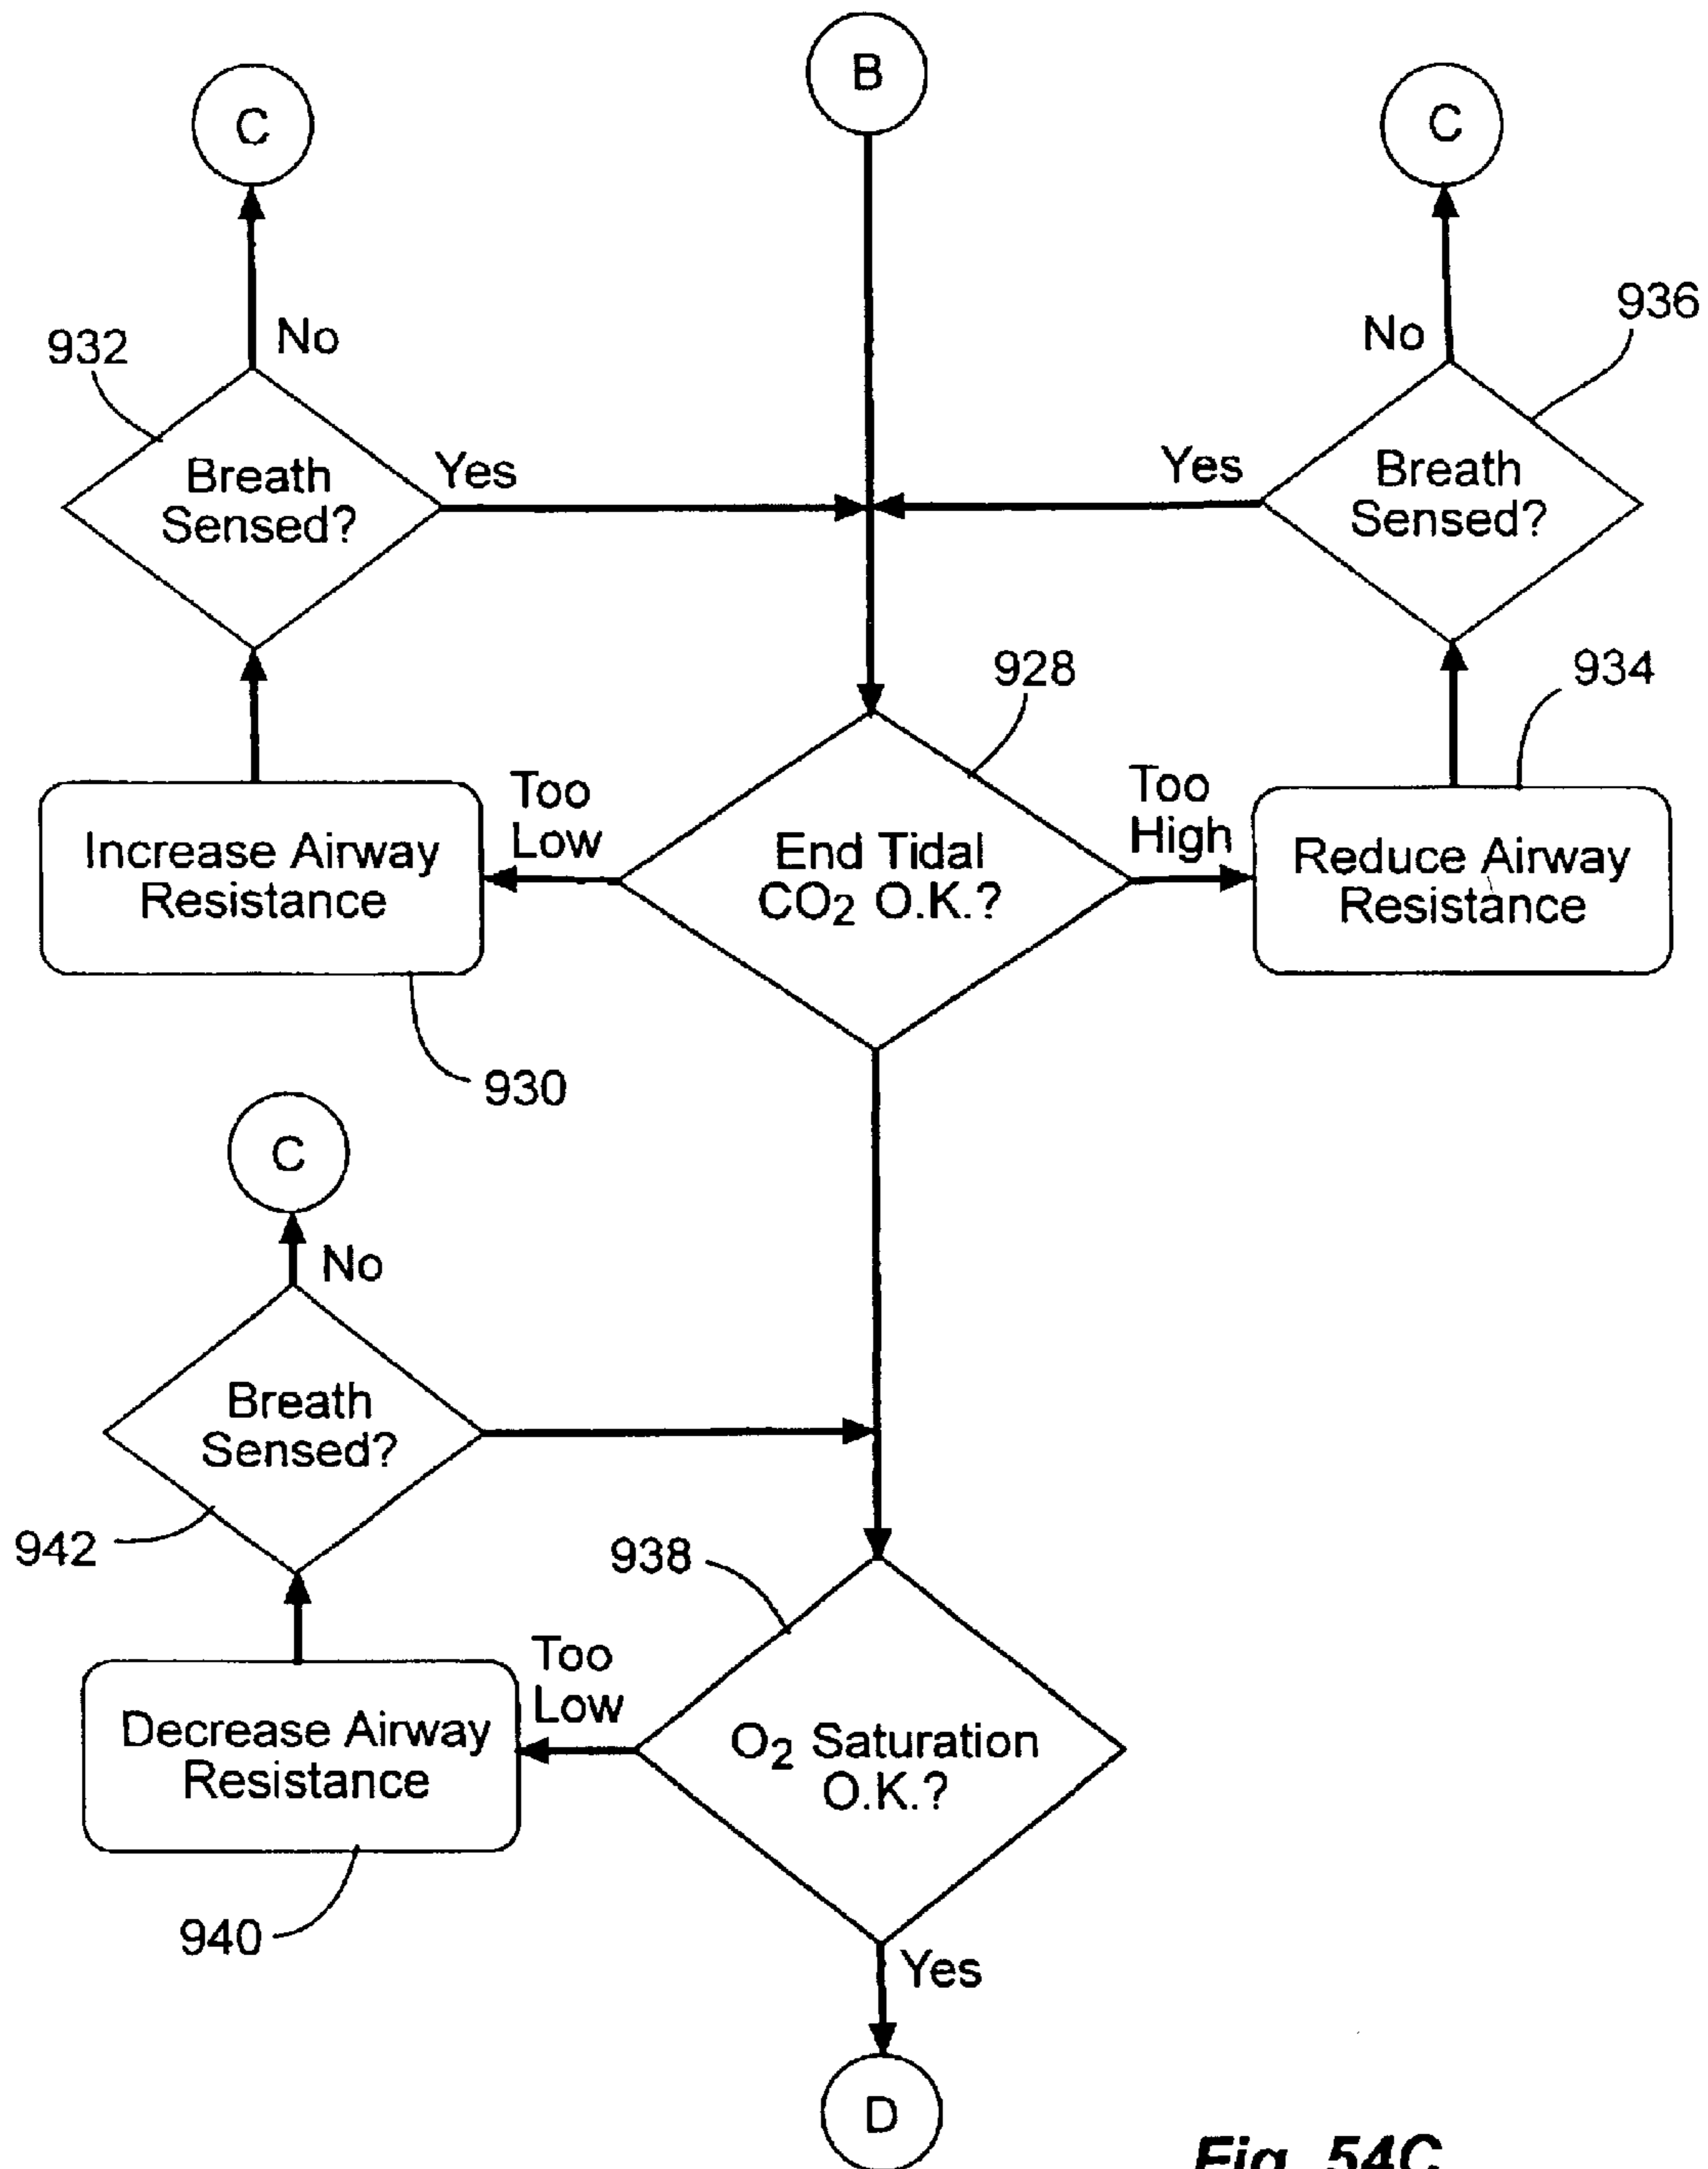 B
C
C
936
932
No
No
Breath
Sensed?
Yes
Yes
Breath
Sensed?
928
934
Too
Low
Too
High
Increase Airway
Resistance
End Tidal
CO2 O.K.?
Reduce Airway
Resistance
930
C
No
Breath
Sensed?
942
938
Too
Low
Decrease Airway
Resistance
O2 Saturation
O.K.?
940
Yes
D
Fig. 54C